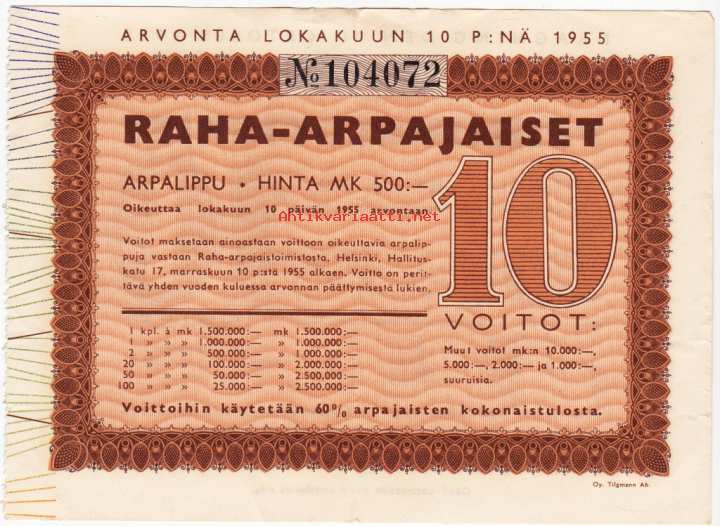 ARVONTA LOKAKUUN 10 P:NÄ 1955
No 104072
RAHA-ARPAJAISET
ARPALIPPU • HINTA MK 500:—
Oikeuttaa lokakuun 10 päivän 1955 arvontaan.
Antikvariaatti.net
10
Voitot maksetaan ainoastaan voittoon oikeuttavia arpalip-
puja vastaan Raha-arpajaistoimistosta, Helsinki, Hallitus-
katu 17, marraskuun 10 p:stä 1955 alkaen. Voitto on perit-
tävä yhden vuoden kuluessa arvonnan päättymisestä lukien.
VOITOT:
1 kpl. à mk 1.500.000:— mk 1.500.000:—
1 » » » 1.000.000:— » 1.000.000:—
2 » » » 500.000:— » 1.000.000:—
20 » » » 100.000:— » 2.000.000:—
50 » » » 50.000:— » 2.500.000:—
100 » » » 25.000:— » 2.500.000:—
Muut voitot mk:n 10.000:—,
5.000:—, 2.000:— ja 1.000:—,
suuruisia.
Voittoihin käytetään 60% arpajaisten kokonaistulosta.
Oy. Tilgmann Ab.